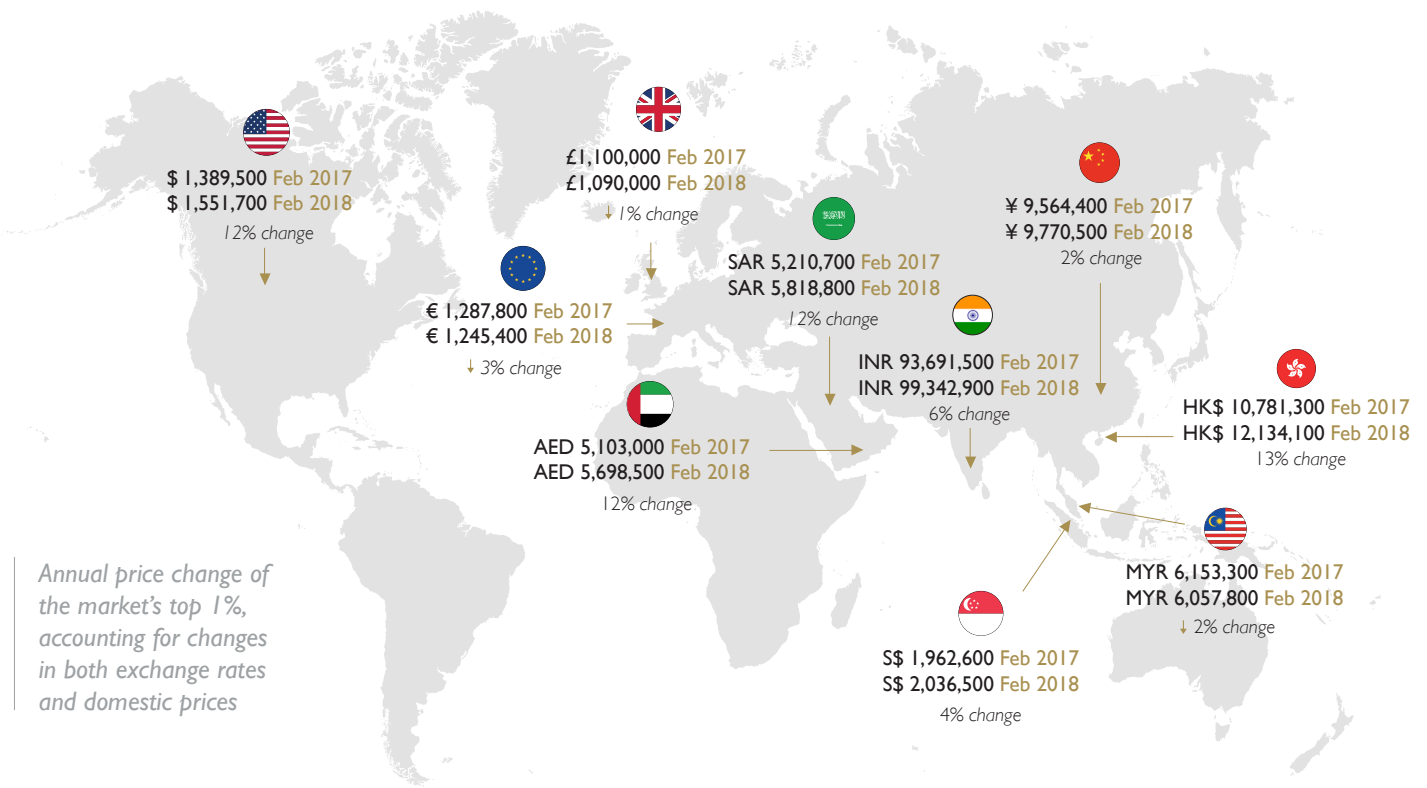 $ 1,389,500 Feb 2017
$ 1,551,700 Feb 2018
12% change
£1,100,000 Feb 2017
£1,090,000 Feb 2018
↓ 1% change
€ 1,287,800 Feb 2017
€ 1,245,400 Feb 2018
↓ 3% change
SAR 5,210,700 Feb 2017
SAR 5,818,800 Feb 2018
12% change
¥ 9,564,400 Feb 2017
¥ 9,770,500 Feb 2018
2% change
INR 93,691,500 Feb 2017
INR 99,342,900 Feb 2018
6% change
HK$ 10,781,300 Feb 2017
HK$ 12,134,100 Feb 2018
13% change
AED 5,103,000 Feb 2017
AED 5,698,500 Feb 2018
12% change
MYR 6,153,300 Feb 2017
MYR 6,057,800 Feb 2018
↓ 2% change
S$ 1,962,600 Feb 2017
S$ 2,036,500 Feb 2018
4% change
Annual price change of
the market’s top 1%,
accounting for changes
in both exchange rates
and domestic prices